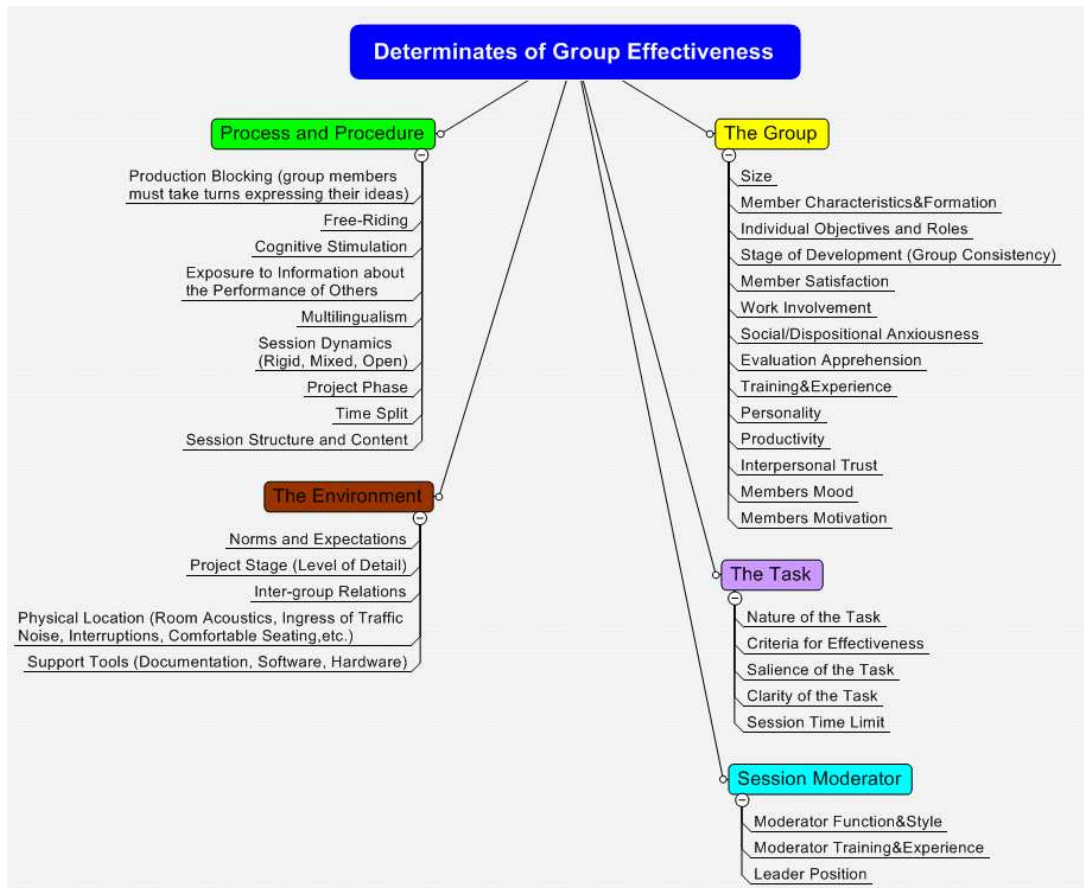 Determinates of Group Effectiveness
Process and Procedure
Production Blocking (group members
must take turns expressing their ideas)
Free-Riding
Cognitive Stimulation
Exposure to Information about
the Performance of Others
Multilingualism
Session Dynamics
(Rigid, Mixed, Open)
Project Phase
Time Split
Session Structure and Content
The Environment
Norms and Expectations
Project Stage (Level of Detail)
Inter-group Relations
Physical Location (Room Acoustics, Ingress of Traffic
Noise, Interruptions, Comfortable Seating,etc.)
Support Tools (Documentation, Software, Hardware)
The Group
Size
Member Characteristics&Formation
Individual Objectives and Roles
Stage of Development (Group Consistency)
Member Satisfaction
Work Involvement
Social/Dispositional Anxiousness
Evaluation Apprehension
Training&Experience
Personality
Productivity
Interpersonal Trust
Members Mood
Members Motivation
The Task
Nature of the Task
Criteria for Effectiveness
Salience of the Task
Clarity of the Task
Session Time Limit
Session Moderator
Moderator Function&Style
Moderator Training&Experience
Leader Position